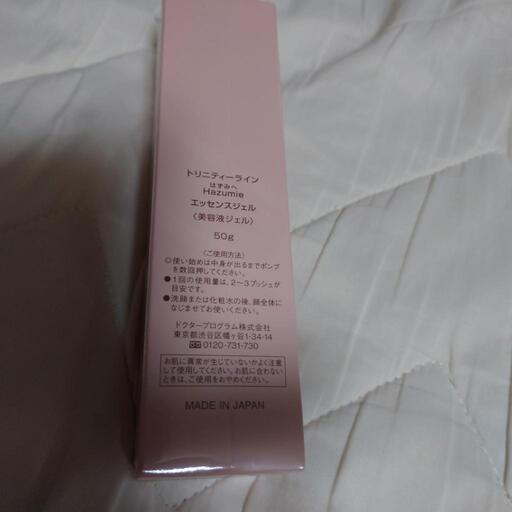 トリニティーライン
はずみへ
Hazumie
エッセンスジェル
〈美容液ジェル〉
50g
〈ご使用方法〉
◎使い始めは中身が出るまでポンプ
を数回押してください。
●1回の使用量は、2～3プッシュが
目安です。
●洗顔または化粧水の後、顔全体に
なじませてお使いください。
ドクタープログラム株式会社
東京都渋谷区幡ヶ谷1-34-14
0120-731-730
お肌に異常が生じていないかよく注意
して使用してください。お肌に合わない
ときは、ご使用をおやめください。
MADE IN JAPAN